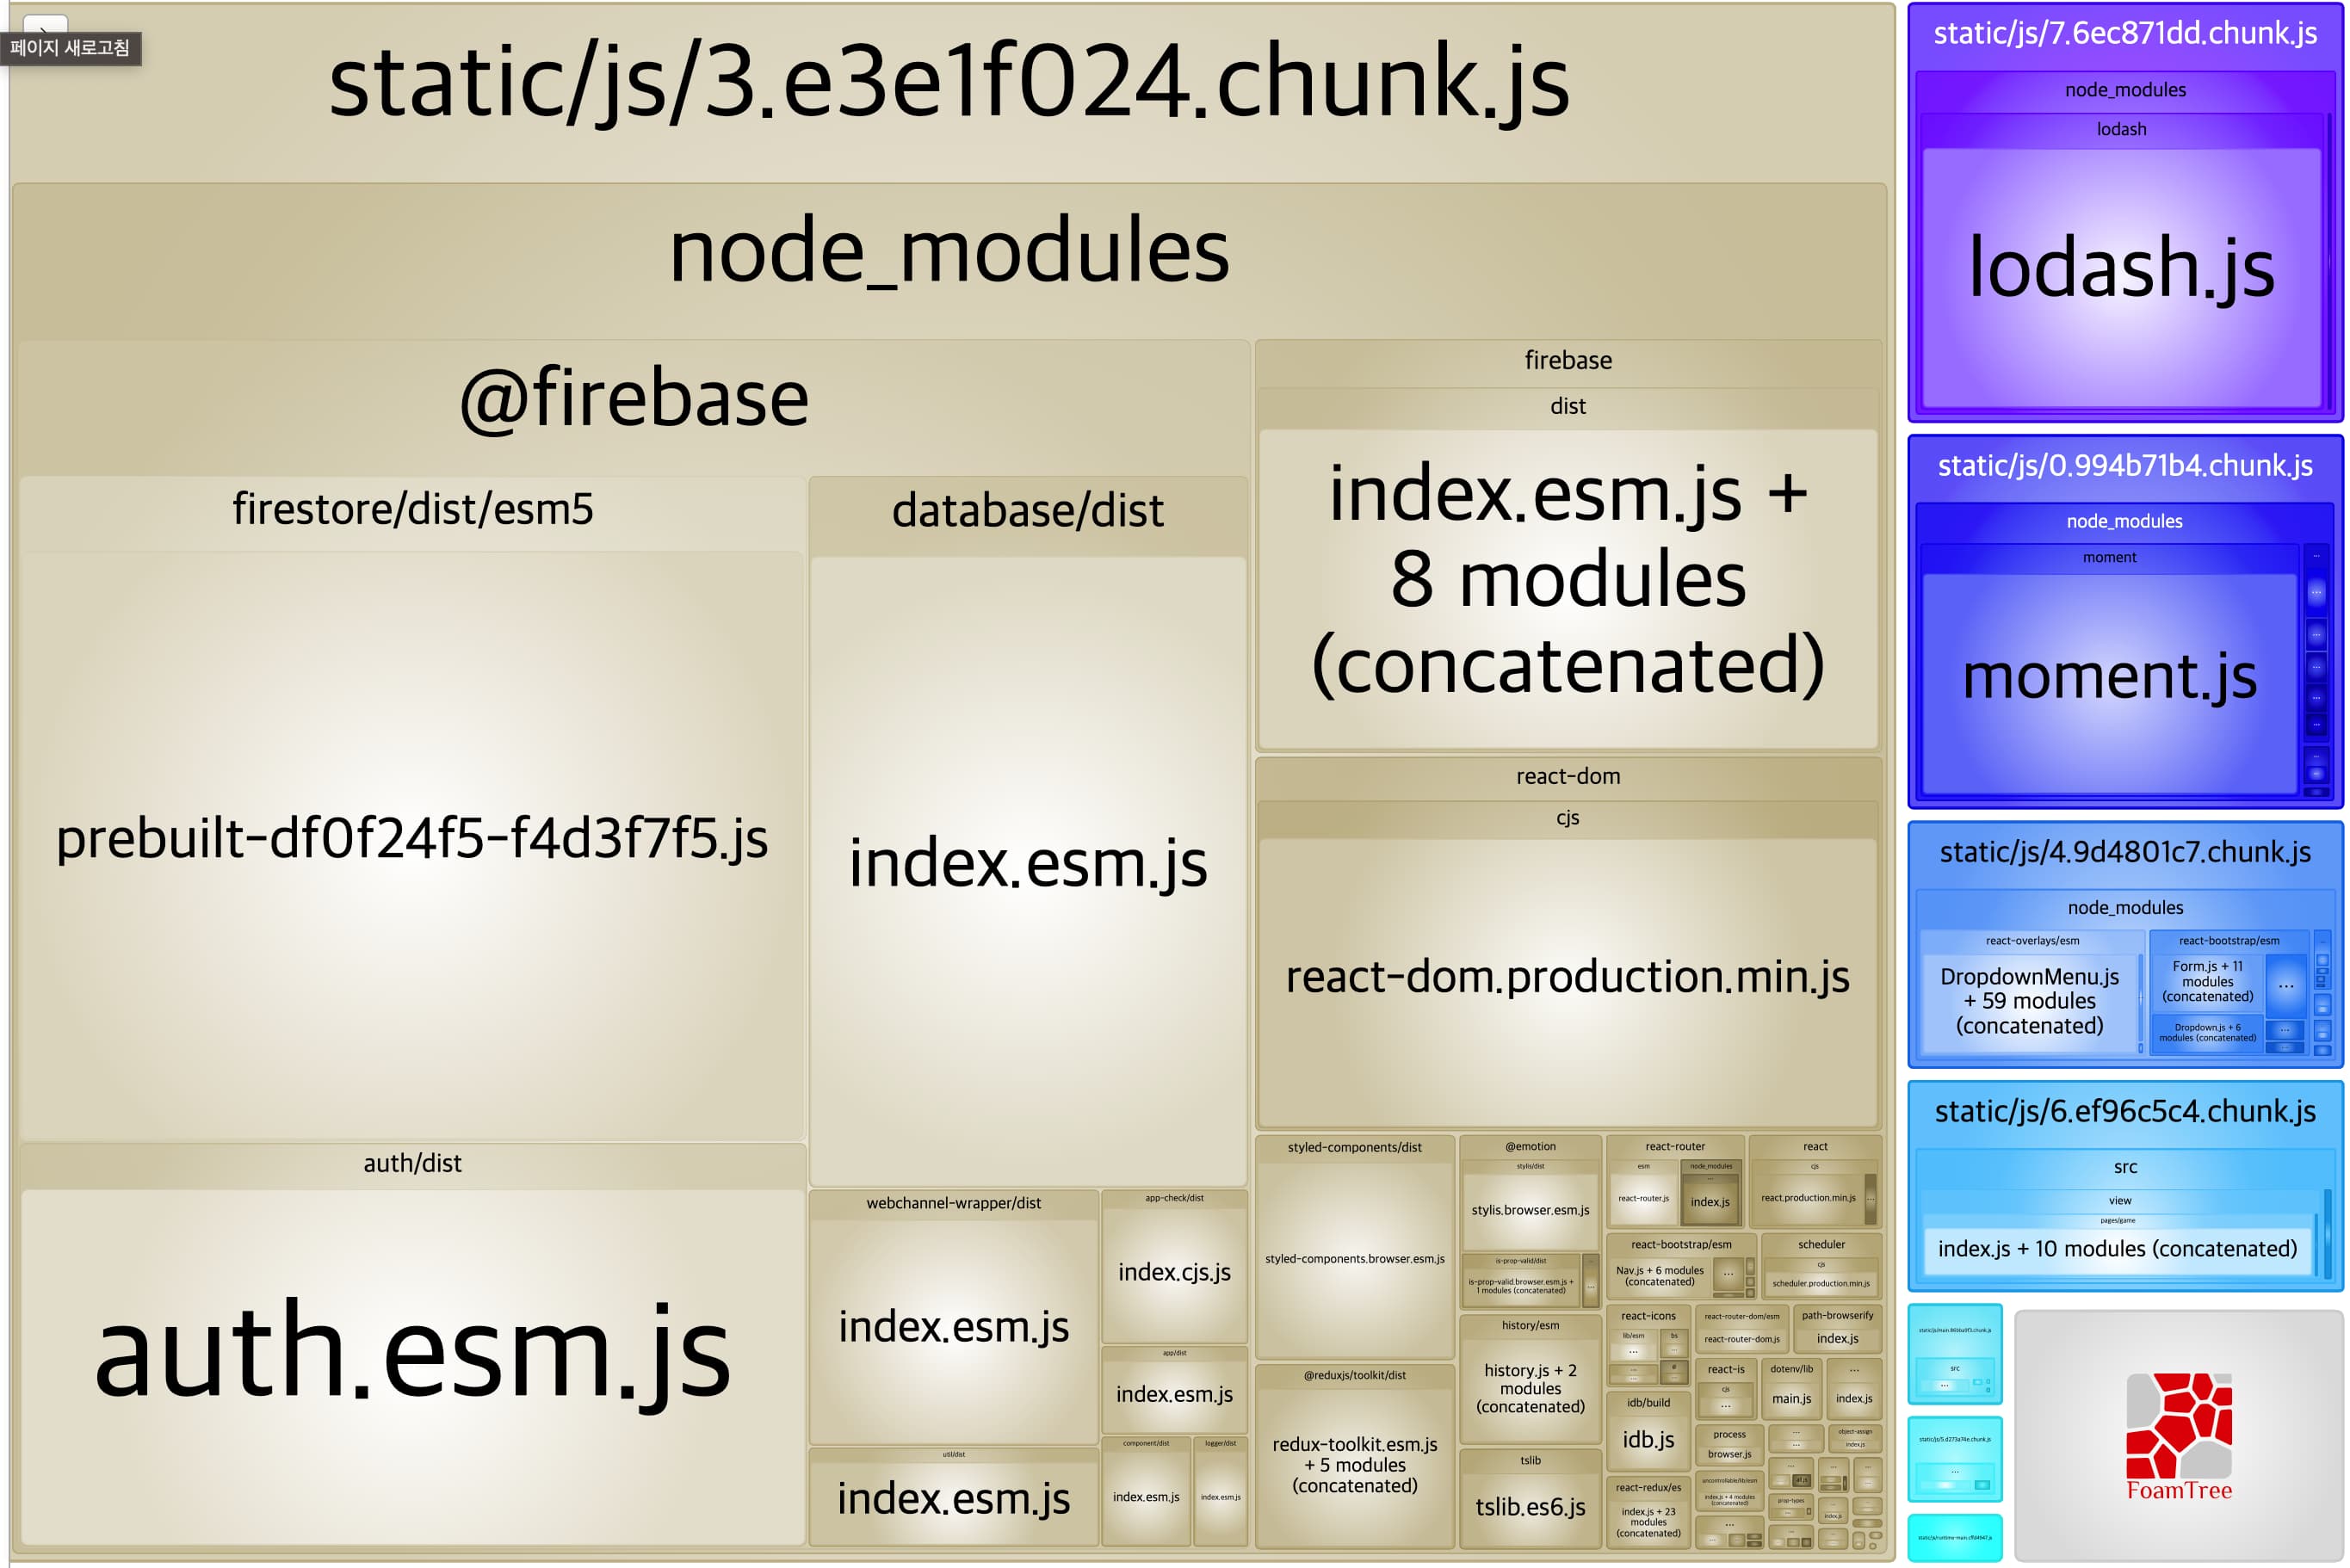 페이지 새로고침
static/js/3.e3e1f024.chunk.js
node_modules
@firebase
firestore/dist/esm5
prebuilt-df0f24f5-f4d3f7f5.js
auth/dist
auth.esm.js
database/dist
index.esm.js
webchannel-wrapper/dist
index.esm.js
util/dist
index.esm.js
app-check/dist
index.cjs.js
app/dist
index.esm.js
component/dist
index.esm.js
logger/dist
index.esm.js
firebase
dist
index.esm.js +
8 modules
(concatenated)
react-dom
cjs
react-dom.production.min.js
styled-components/dist
styled-components.browser.esm.js
@reduxjs/toolkit/dist
redux-toolkit.esm.js
+ 5 modules
(concatenated)
@emotion
stylis/dist
stylis.browser.esm.js
is-prop-valid/dist
is-prop-valid.browser.esm.js +
1 modules (concatenated)
...
history/esm
history.js + 2
modules
(concatenated)
tslib
tslib.es6.js
react-router
esm
react-router.js
node_modules
...
index.js
react
cjs
react.production.min.js
...
react-bootstrap/esm
Nav.js + 6 modules
(concatenated)
...
scheduler
cjs
scheduler.production.min.js
react-icons
lib/esm
...
bs
...
react-router-dom/esm
react-router-dom.js
path-browserify
index.js
react-is
cjs
...
dotenv/lib
main.js
...
index.js
idb/build
idb.js
process
browser.js
object-assign
index.js
react-redux/es
index.js + 23
modules
(concatenated)
uncontrollable/lib/esm
index.js + 4 modules
(concatenated)
prop-types
index.js
static/js/7.6ec871dd.chunk.js
node_modules
lodash
lodash.js
static/js/0.994b71b4.chunk.js
node_modules
moment
moment.js
static/js/4.9d4801c7.chunk.js
node_modules
react-overlays/esm
DropdownMenu.js
+ 59 modules
(concatenated)
react-bootstrap/esm
Form.js + 11
modules
(concatenated)
...
Dropdown.js + 6
modules (concatenated)
...
static/js/6.ef96c5c4.chunk.js
src
view
pages/game
index.js + 10 modules (concatenated)
src
...
static/js/5.d273a74e.chunk.js
...
FoamTree